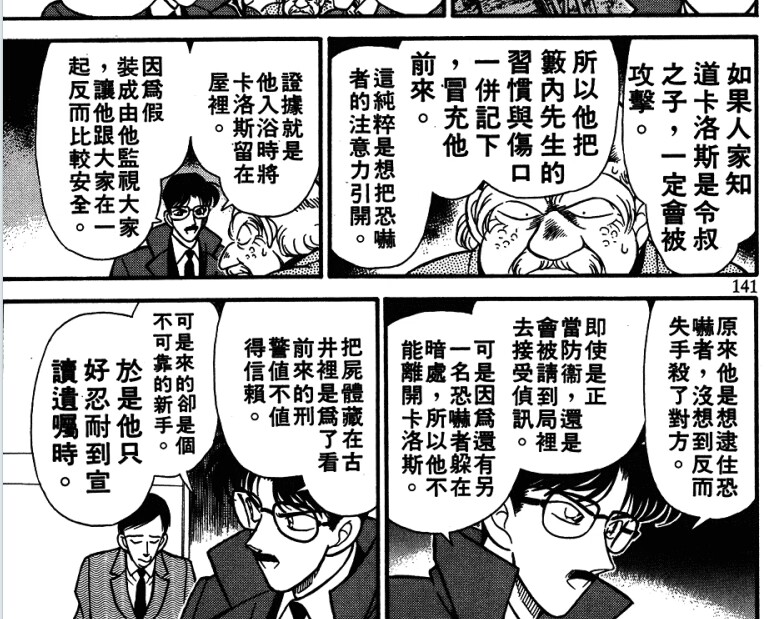 如果人家知
道卡洛斯是令叔
之子，一定會被
攻擊。
所以他把
籔內先生的
習慣與傷口
一併記下
，冒充他
前來。
這純粹是想把恐嚇
者的注意力引開。
證據就是
他入浴時將
卡洛斯留在
屋裡。
因爲假
裝成由他監視大家
，讓他跟大家在一
起反而比較安全。
141
原來他是想逮住恐
嚇者，沒想到反而
失手殺了對方。
即使是正
當防衞，還是
會被請到局裡
去接受偵訊。
可是因爲還有另
一名恐嚇者躲在
暗處，所以他不
能離開卡洛斯。
把屍體藏在古
井裡是爲了看
前來的刑
警值不值
得信賴。
可是來的卻是個
不可靠的新手。
於是他只
好忍耐到宣
讀遺囑時。